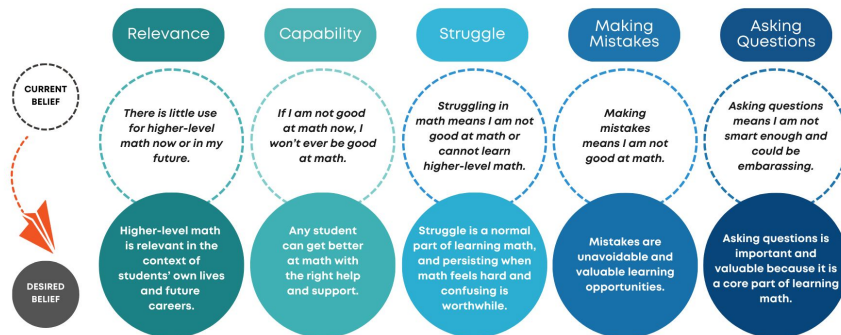 Relevance
Capability
Struggle
Making
Mistakes
Asking
Questions
CURRENT
BELIEF
There is little use
for higher-level
math now or in my
future.
If I am not good
at math now, I
won't ever be good
at math.
Struggling in
math means I am not
good at math or
cannot learn
higher-level math.
Making
mistakes
means I am not
good at math.
Asking questions
means I am not
smart enough and
could be
embarassing.
DESIRED
BELIEF
Higher-level math
is relevant in the
context of
students' own lives
and future
careers.
Any student
can get better
at math with
the right help
and support.
Struggle is a normal
part of learning math,
and persisting when
math feels hard and
confusing is
worthwhile.
Mistakes are
unavoidable and
valuable learning
opportunities.
Asking questions is
important and
valuable because it is
a core part of learning
math.